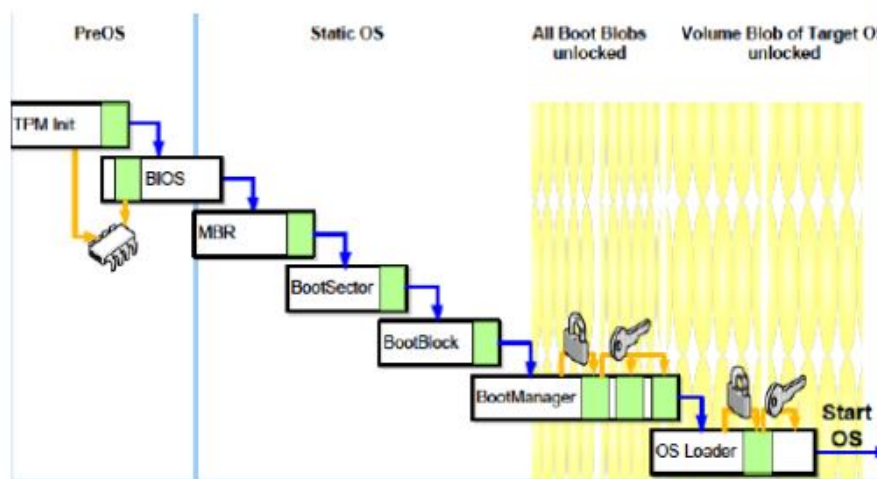 PreOS
Static OS
All Boot Blobs
unlocked
Volume Blob of Target O
unlocked
TPM Init
BIOS
MBR
BootSector
BootBlock
BootManager
OS Loader
Start
OS